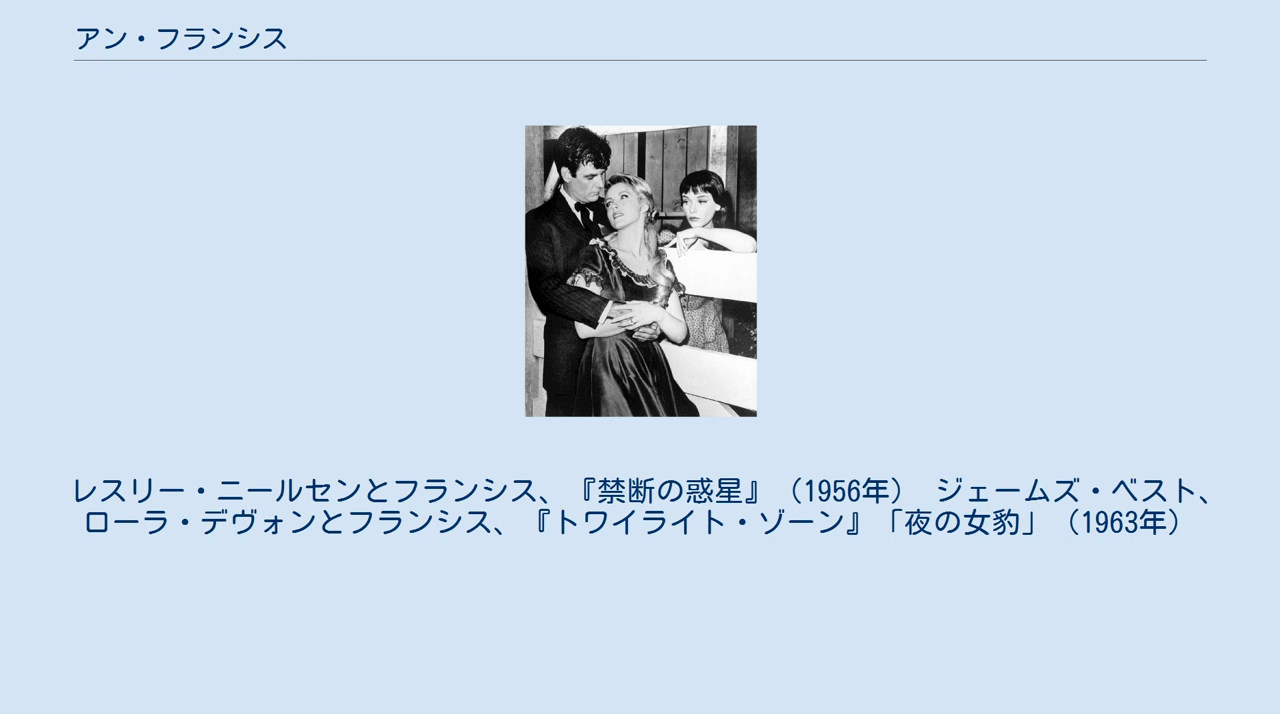 アン・フランシス
レスリー・ニールセンとフランシス、『禁断の惑星』（1956年）　ジェームズ・ベスト、
ローラ・デヴォンとフランシス、『トワイライト・ゾーン』「夜の女豹」（1963年）